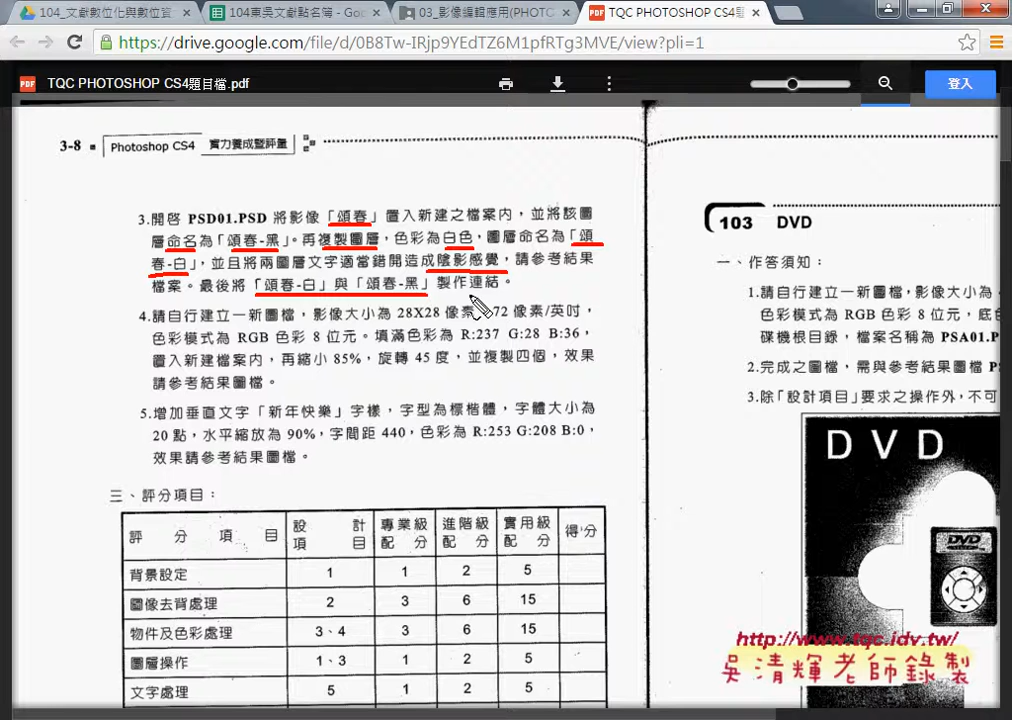 104_文獻數位化與數位官
104東吳文獻點名簿 - Goo
03_影像編輯應用(PHOTO
TQC PHOTOSHOP CS4題
https://drive.google.com/file/d/0B8Tw-IRjp9YEdTZ6M1pfRTg3MVE/view?pli=1
PDF TQC PHOTOSHOP CS4題目檔.pdf
登入
3-8 Photoshop CS4 實力養成暨評量
3.開啟 PSD01.PSD 將影像「頌春」置入新建之檔案內，並將該圖
層命名為「頌春-黑」。再複製圖層，色彩為白色，圖層命名為「頌
春-白」，並且將兩圖層文字適當錯開造成陰影感覺，請參考結果
檔案。最後將「頌春-白」與「頌春-黑」製作連結。
4.請自行建立一新圖檔，影像大小為 28X28 像素 72 像素/英吋，
色彩模式為 RGB 色彩 8 位元。填滿色彩為 R:237 G:28 B:36，
置入新建檔案內，再縮小 85%，旋轉 45 度，並複製四個，效果
請參考結果圖檔。
5.增加垂直文字「新年快樂」字樣，字型為標楷體，字體大小為
20 點，水平縮放為 90%，字間距 440，色彩為 R:253 G:208 B:0，
效果請參考結果圖檔。
三、評分項目：
評分項目 設計項目 專業級配分 進階級配分 實用級配分 得分
背景設定 1 1 2 5
圖像去背處理 2 3 6 15
物件及色彩處理 3、4 3 6 15
圖層操作 1、3 1 2 5
文字處理 5 1 2 5
103 DVD
一、作答須知：
1.請自行建立一新圖檔，影像大小為
色彩模式為 RGB 色彩 8 位元，底色
碟機根目錄，檔案名稱為 PSA01.P
2.完成之圖檔，需與參考結果圖檔 P
3.除「設計項目」要求之操作外，不可
DVD
DVD
http://www.tqc.idv.tw/
吳清輝老師錄製